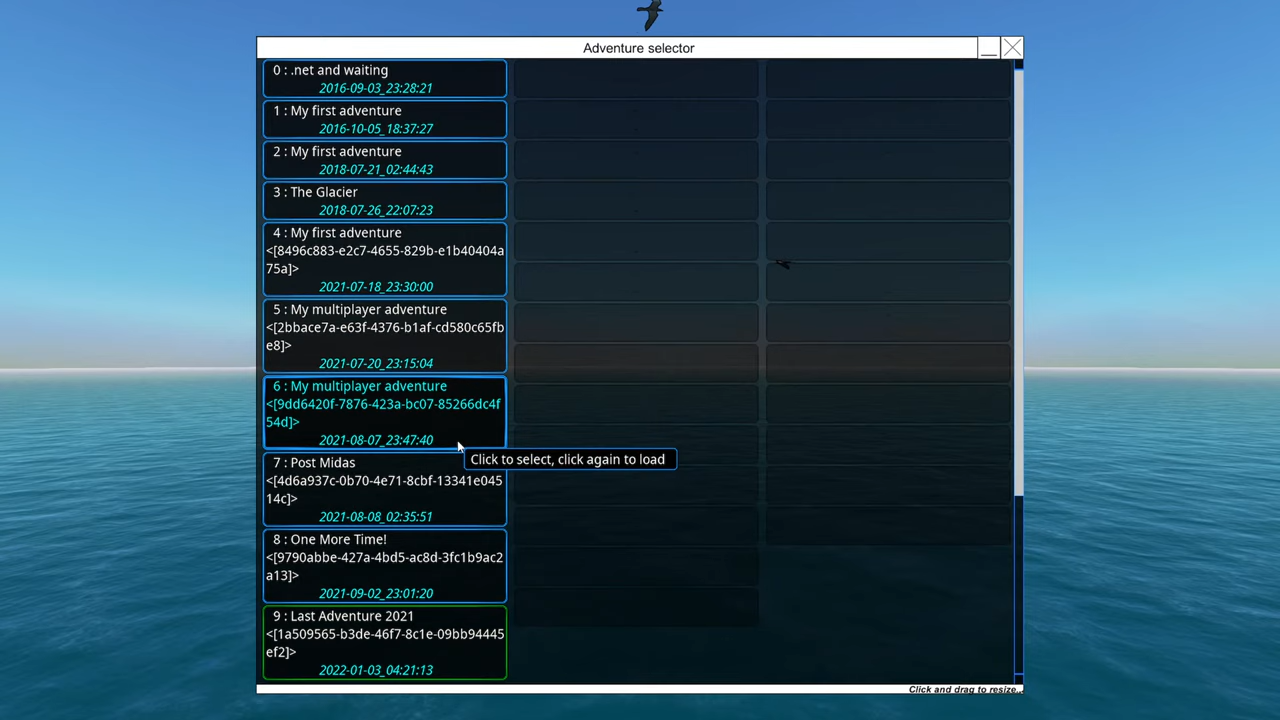 Adventure selector
0 : .net and waiting
2016-09-03_23:28:21
1 : My first adventure
2016-10-05_18:37:27
2 : My first adventure
2018-07-21_02:44:43
3 : The Glacier
2018-07-26_22:07:23
4 : My first adventure
<[8496c883-e2c7-4655-829b-e1b40404a
75a]>
2021-07-18_23:30:00
5 : My multiplayer adventure
<[2bbace7a-e63f-4376-b1af-cd580c65fb
e8]>
2021-07-20_23:15:04
6 : My multiplayer adventure
<[9dd6420f-7876-423a-bc07-85266dc4f
54d]>
2021-08-07_23:47:40
Click to select, click again to load
7 : Post Midas
<[4d6a937c-0b70-4e71-8cbf-13341e045
14c]>
2021-08-08_02:35:51
8 : One More Time!
<[9790abbe-427a-4bd5-ac8d-3fc1b9ac2
a13]>
2021-09-02_23:01:20
9 : Last Adventure 2021
<[1a509565-b3de-46f7-8c1e-09bb94445
ef2]>
2022-01-03_04:21:13
Click and drag to resize...